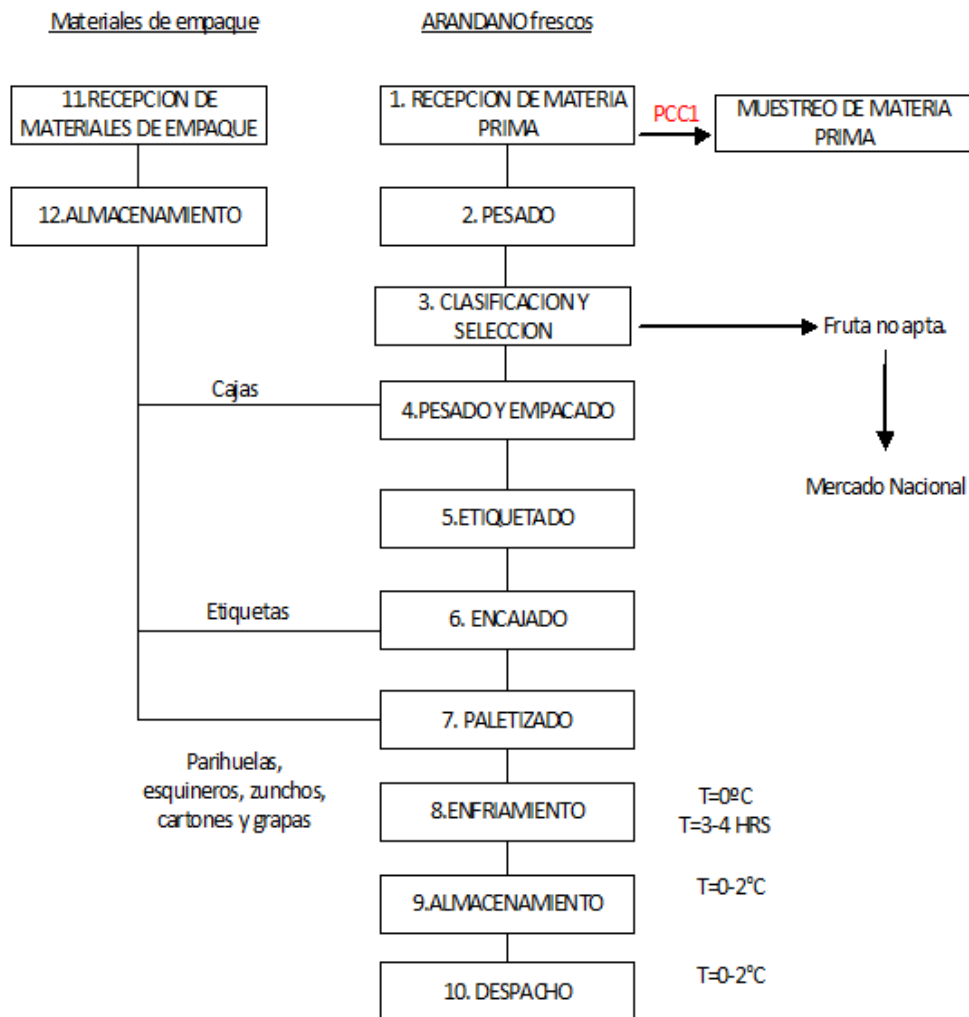 Materiales de empaque
ARANDANO frescos
11.RECEPCION DE
MATERIALES DE EMPAQUE
1. RECEPCION DE MATERIA
PRIMA
PCC1
MUESTREO DE MATERIA
PRIMA
12.ALMACENAMIENTO
2. PESADO
3. CLASIFICACION Y
SELECCION
Fruta no apta.
Cajas
4.PESADO Y EMPACADO
Mercado Nacional
5.ETIQUETADO
Etiquetas
6. ENCAJADO
7. PALETIZADO
Parihuelas,
esquineros, zunchos,
cartones y grapas
8.ENFRIAMIENTO
T=0ºC
T=3-4 HRS
9.ALMACENAMIENTO
T=0-2°C
10. DESPACHO
T=0-2°C